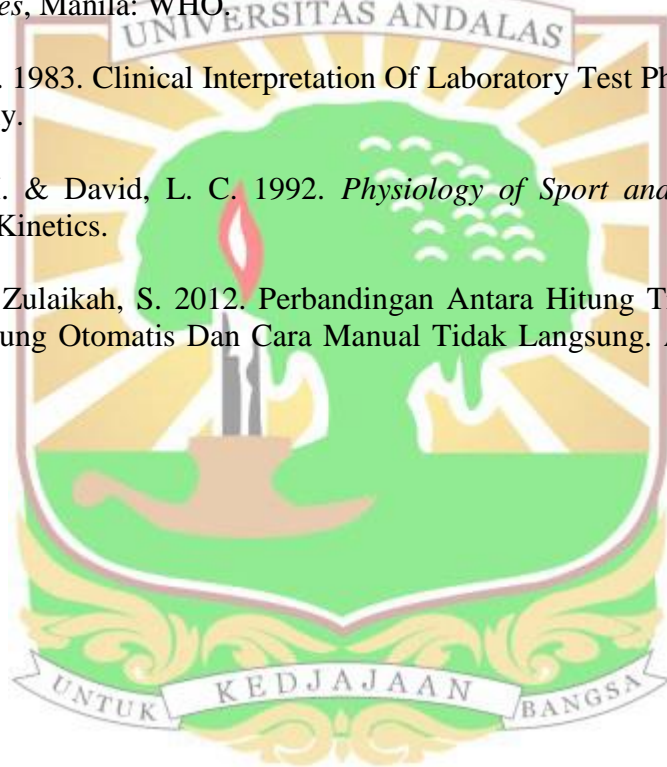 es, Manila: WHO.
UNIVERSITAS ANDALAS
. 1983. Clinical Interpretation Of Laboratory Test Ph
y.
. & David, L. C. 1992. Physiology of Sport and
Kinetics.
Zulaikah, S. 2012. Perbandingan Antara Hitung T
ung Otomatis Dan Cara Manual Tidak Langsung. A
UNTUK KEDJAJAAN BANGSA